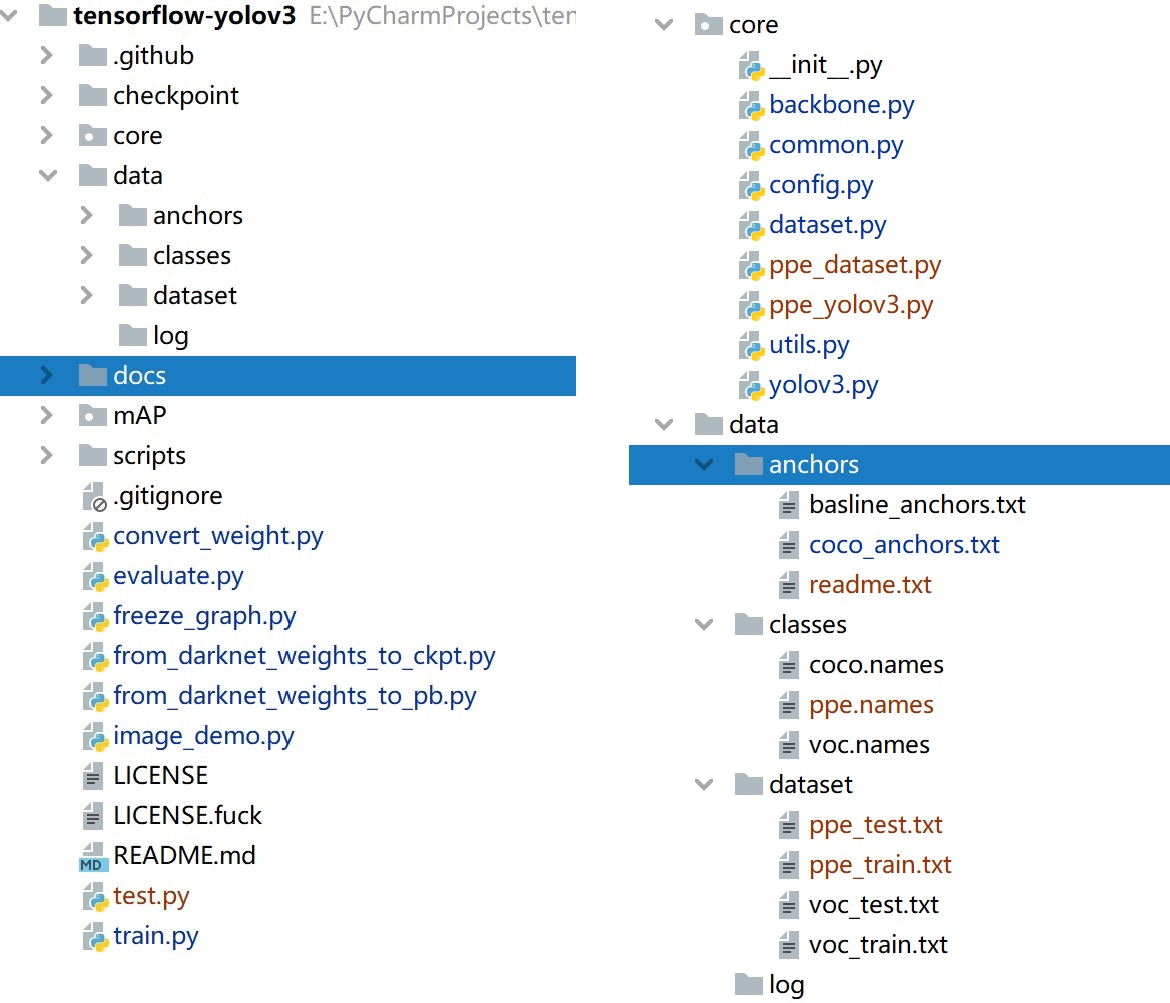 tensorflow-yolov3 E:\PyCharmProjects\ten
.github
checkpoint
core
data
anchors
classes
dataset
log
docs
mAP
scripts
.gitignore
convert_weight.py
evaluate.py
freeze_graph.py
from_darknet_weights_to_ckpt.py
from_darknet_weights_to_pb.py
image_demo.py
LICENSE
LICENSE.fuck
MD README.md
test.py
train.py
core
__init__.py
backbone.py
common.py
config.py
dataset.py
ppe_dataset.py
ppe_yolov3.py
utils.py
yolov3.py
data
anchors
basline_anchors.txt
coco_anchors.txt
readme.txt
classes
coco.names
ppe.names
voc.names
dataset
ppe_test.txt
ppe_train.txt
voc_test.txt
voc_train.txt
log